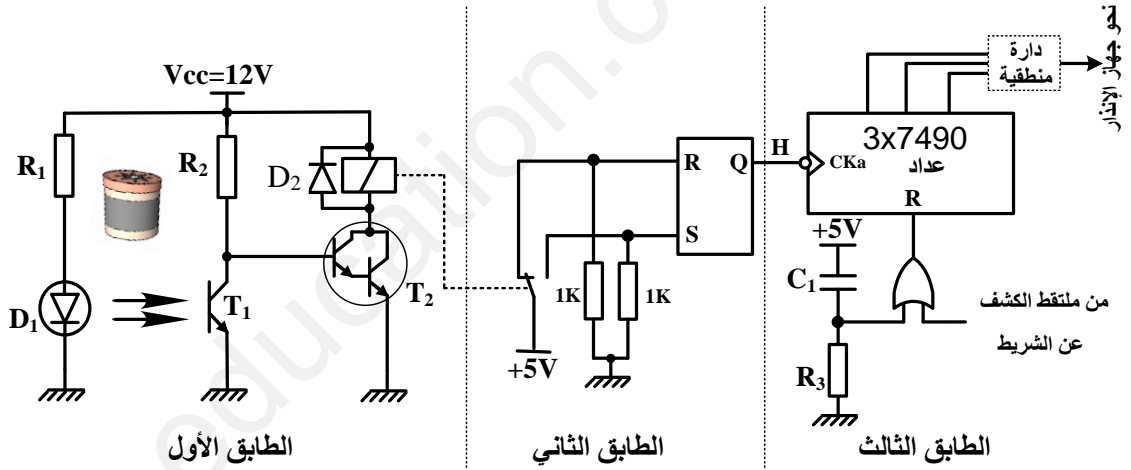 Vcc=12V
R₁
R₂
D₂
D₁
T₁
T₂
+5V
1K
1K
R
S
Q
H
CKa
3x7490
عداد
R
دارة
منطقية
نحو جهاز الإنذار
+5V
C₁
R₃
من ملتقط الكشف
عن الشريط
الطابق الأول
الطابق الثاني
الطابق الثالث
education.c